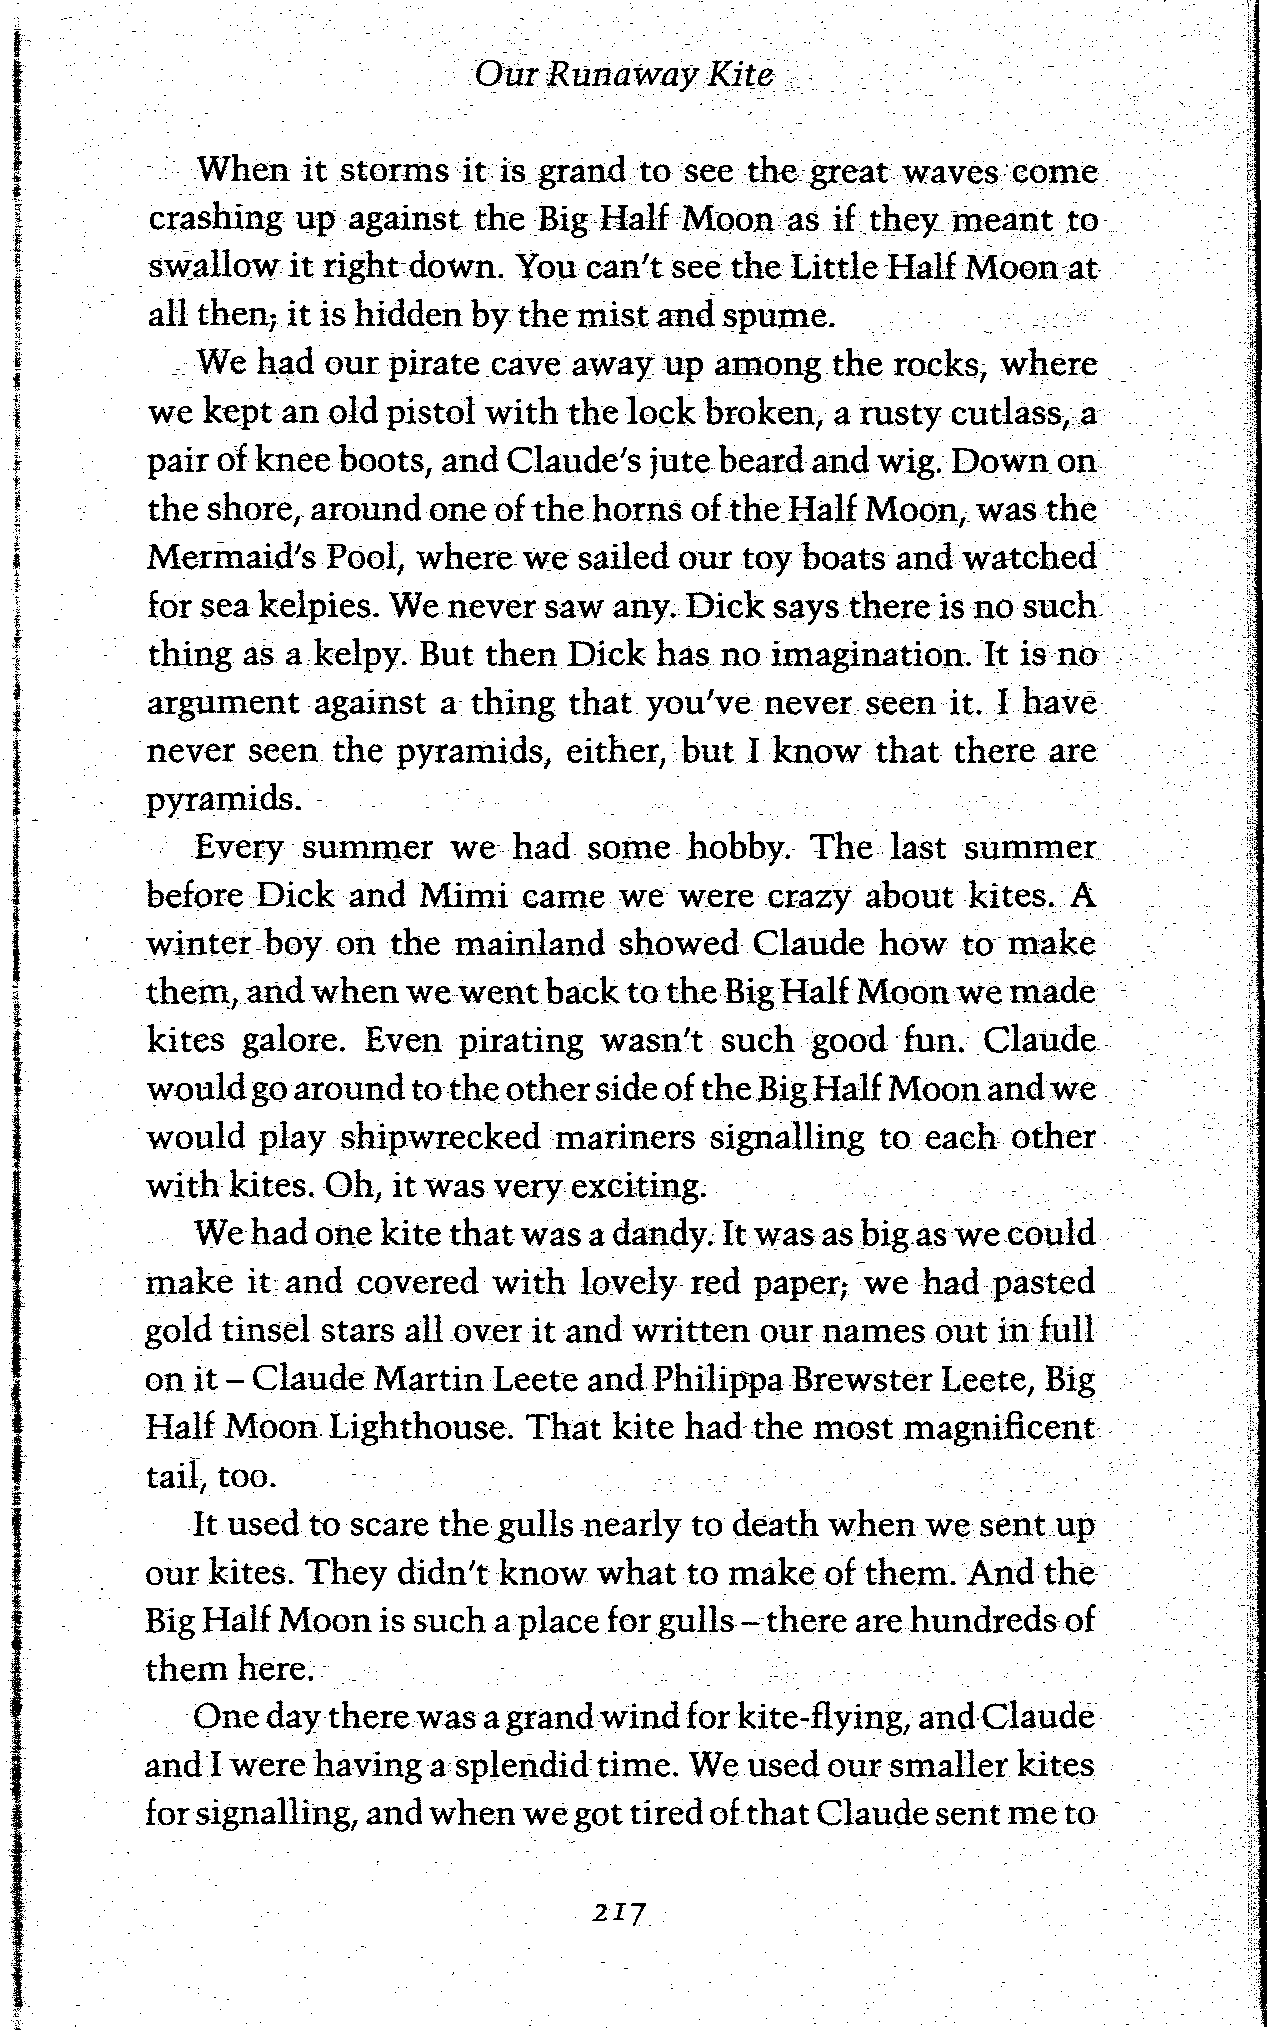 Our Runaway Kite
When it storms it is grand to see the great waves come
crashing up against the Big Half Moon as if they meant to
swallow it right down. You can't see the Little Half Moon at
all then; it is hidden by the mist and spume.
We had our pirate cave away up among the rocks, where
we kept an old pistol with the lock broken, a rusty cutlass, a
pair of knee boots, and Claude's jute beard and wig. Down on
the shore, around one of the horns of the Half Moon, was the
Mermaid's Pool, where we sailed our toy boats and watched
for sea kelpies. We never saw any. Dick says there is no such
thing as a kelpy. But then Dick has no imagination. It is no
argument against a thing that you've never seen it. I have
never seen the pyramids, either, but I know that there are
pyramids.
Every summer we had some hobby. The last summer
before Dick and Mimi came we were crazy about kites. A
winter boy on the mainland showed Claude how to make
them, and when we went back to the Big Half Moon we made
kites galore. Even pirating wasn't such good fun. Claude
would go around to the other side of the Big Half Moon and we
would play shipwrecked mariners signalling to each other
with kites. Oh, it was very exciting.
We had one kite that was a dandy. It was as big as we could
make it and covered with lovely red paper; we had pasted
gold tinsel stars all over it and written our names out in full
on it – Claude Martin Leete and Philippa Brewster Leete, Big
Half Moon Lighthouse. That kite had the most magnificent
tail, too.
It used to scare the gulls nearly to death when we sent up
our kites. They didn't know what to make of them. And the
Big Half Moon is such a place for gulls – there are hundreds of
them here.
One day there was a grand wind for kite-flying, and Claude
and I were having a splendid time. We used our smaller kites
for signalling, and when we got tired of that Claude sent me to
217